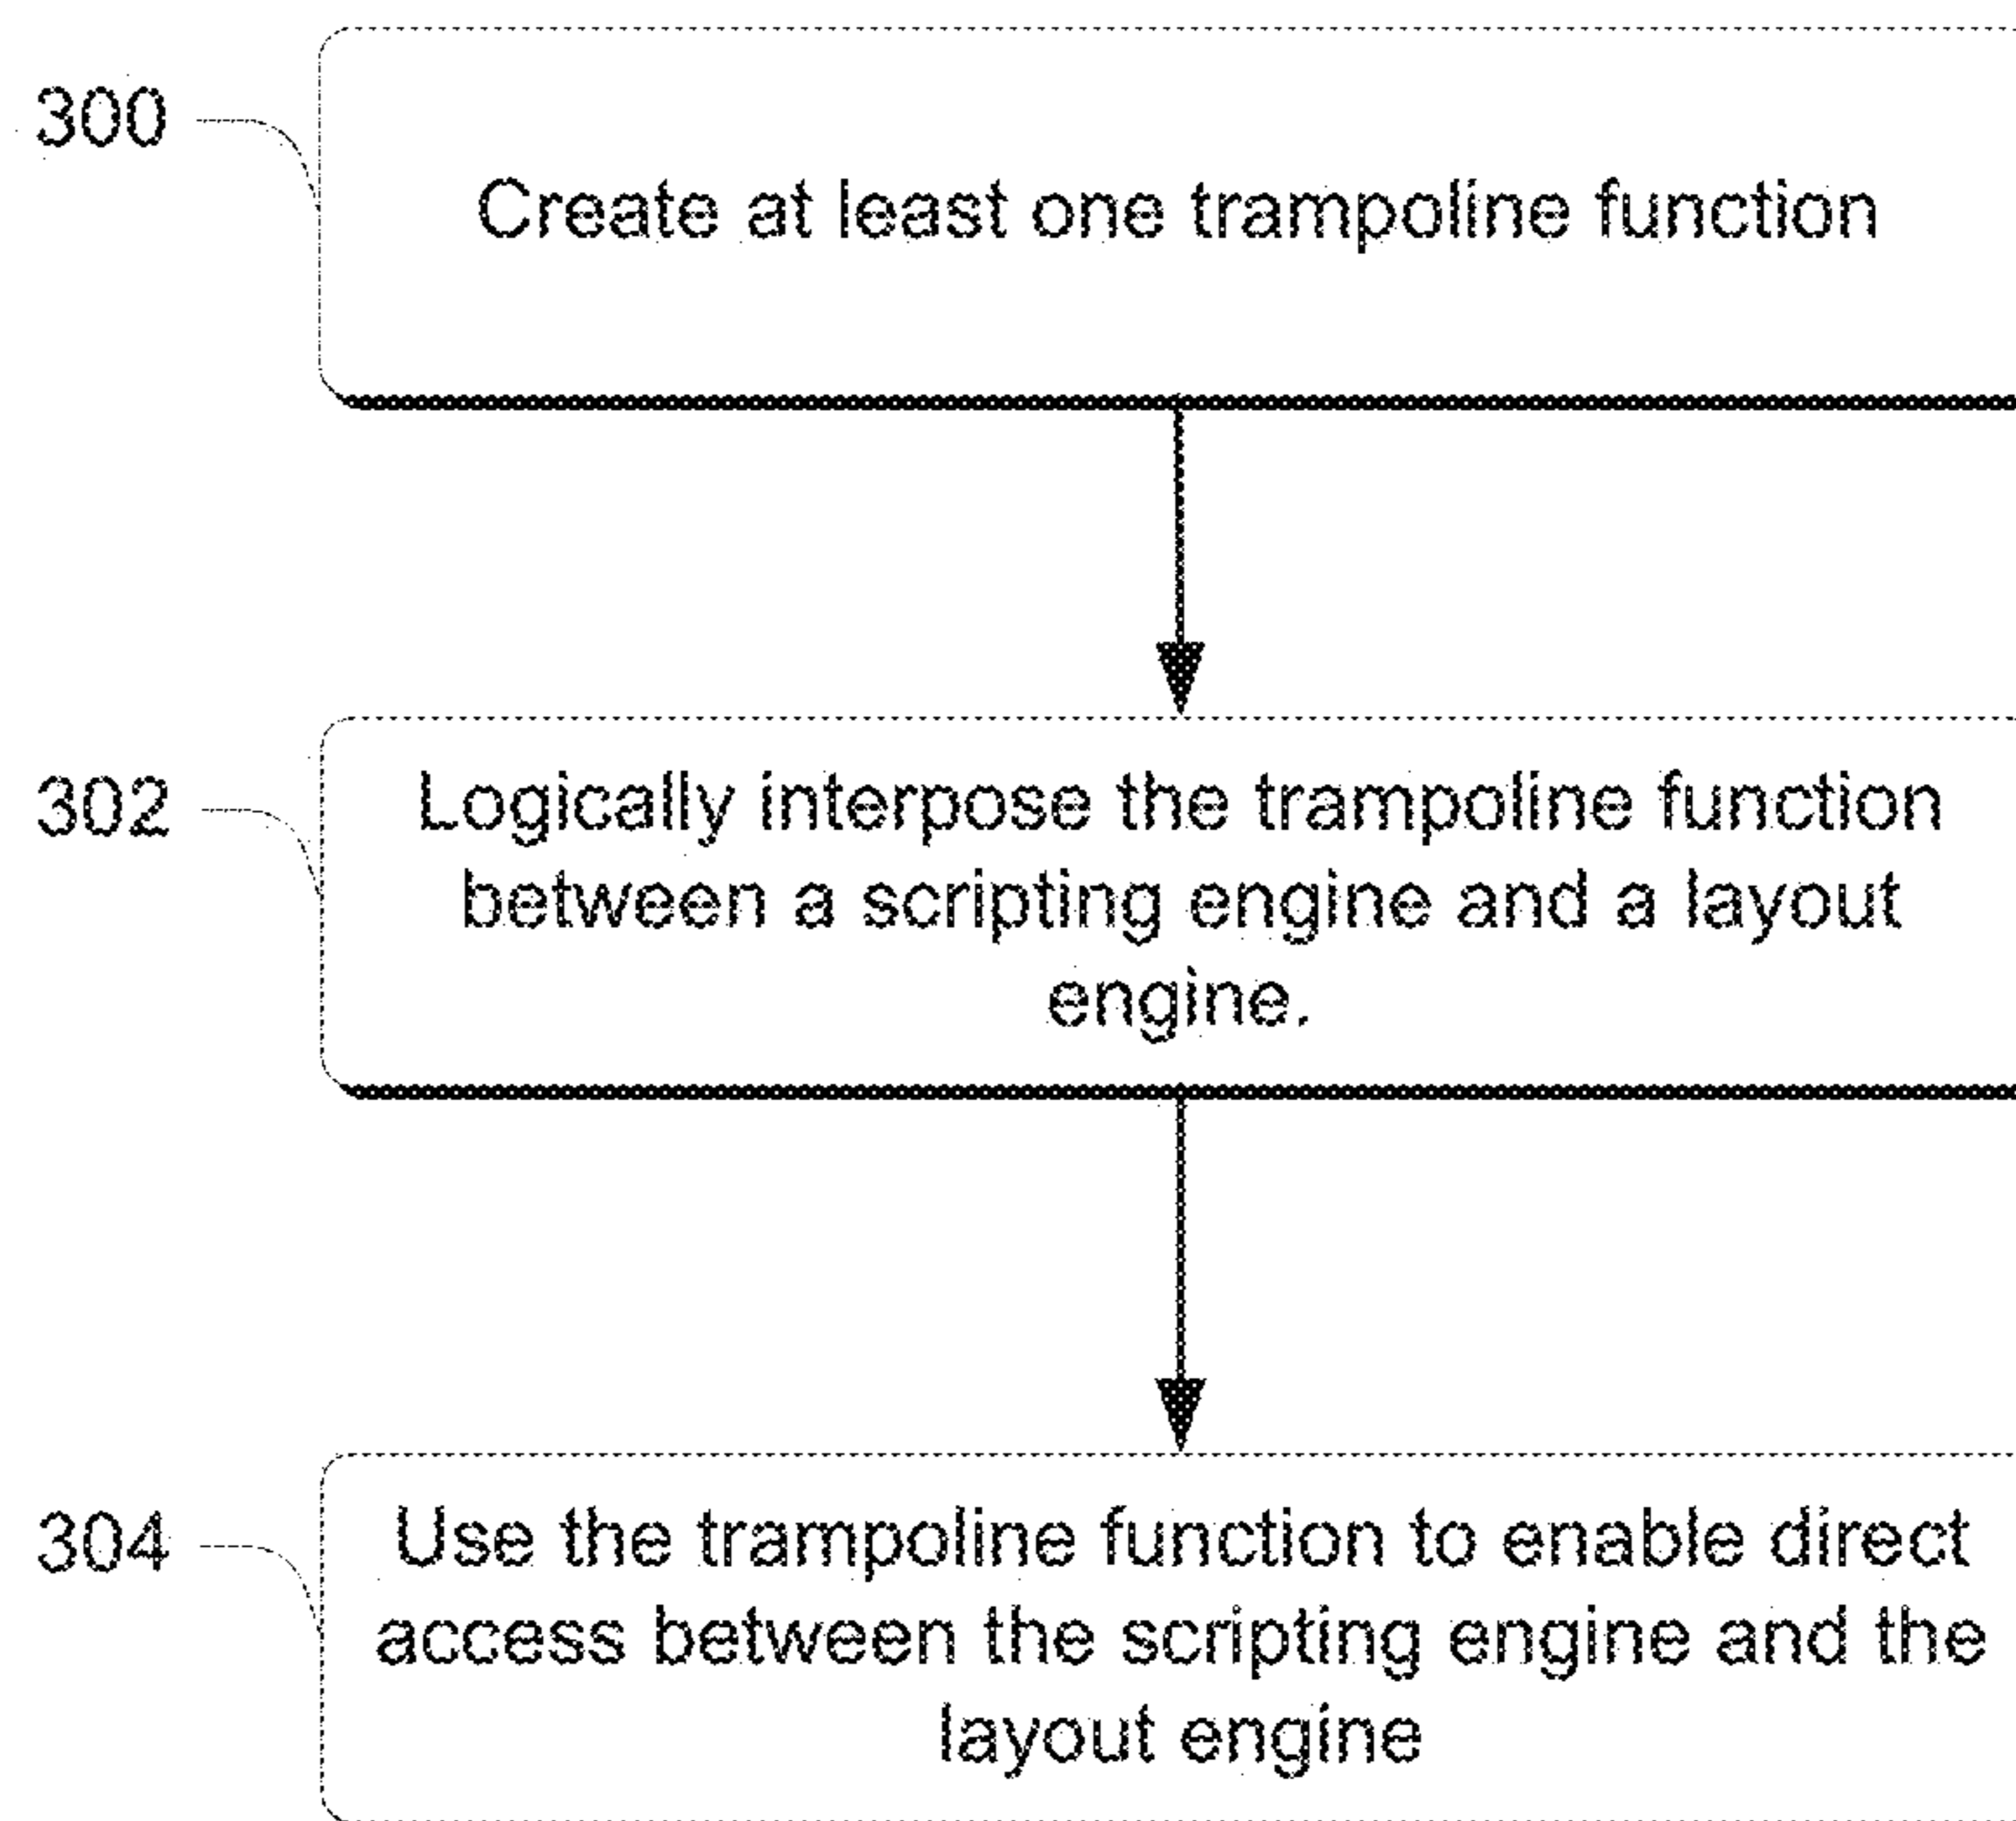 300
Create at least one trampoline function
302
Logically interpose the trampoline function
between a scripting engine and a layout
engine.
304
Use the trampoline function to enable direct
access between the scripting engine and the
layout engine